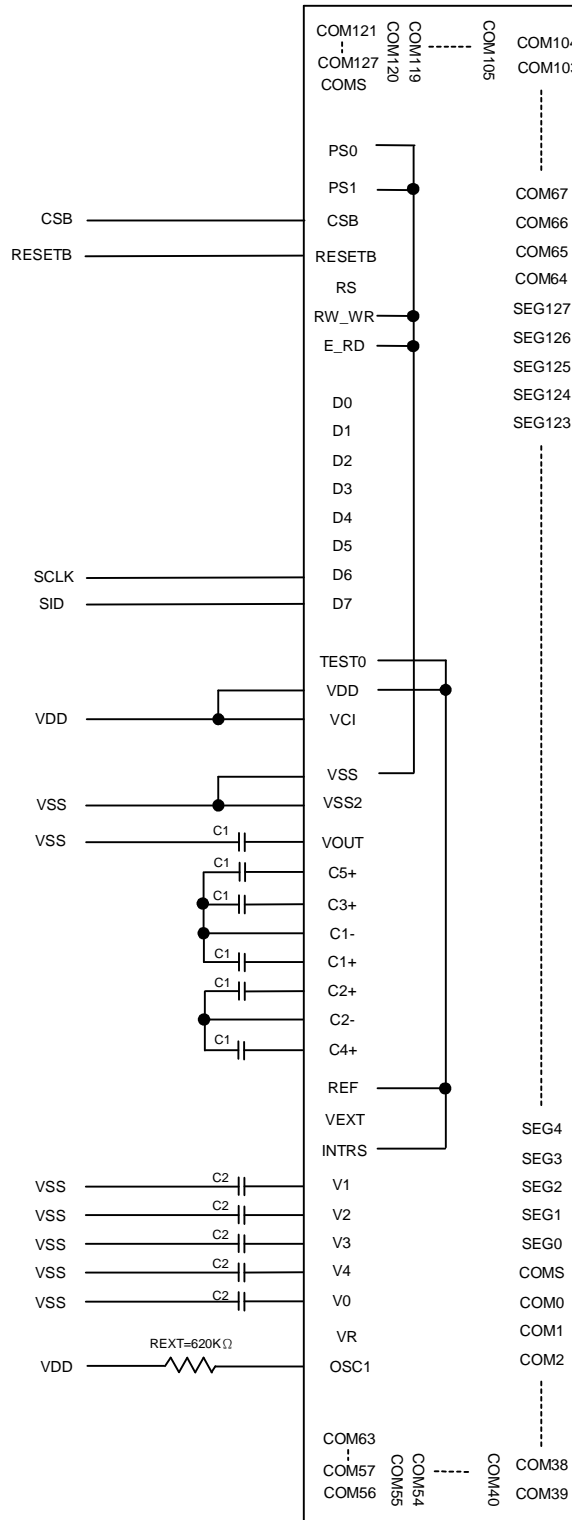 COM121
COM127
COMS
COM120
COM119
COM105
COM104
COM103
PS0
PS1
CSB
CSB
RESETB
RESETB
RS
RW_WR
E_RD
COM67
COM66
COM65
COM64
SEG127
SEG126
SEG125
SEG124
SEG123
D0
D1
D2
D3
D4
D5
SCLK
D6
SID
D7
TEST0
VDD
VDD
VCI
VSS
VSS
VSS2
VSS
C1
VOUT
C1
C5+
C1
C3+
C1-
C1
C1+
C1
C2+
C2-
C1
C4+
REF
VEXT
INTRS
SEG4
SEG3
SEG2
SEG1
SEG0
COMS
COM0
COM1
COM2
VSS
C2
V1
VSS
C2
V2
VSS
C2
V3
VSS
C2
V4
VSS
C2
V0
VR
VDD
REXT=620KΩ
OSC1
COM63
COM57
COM56
COM55
COM54
COM40
COM38
COM39